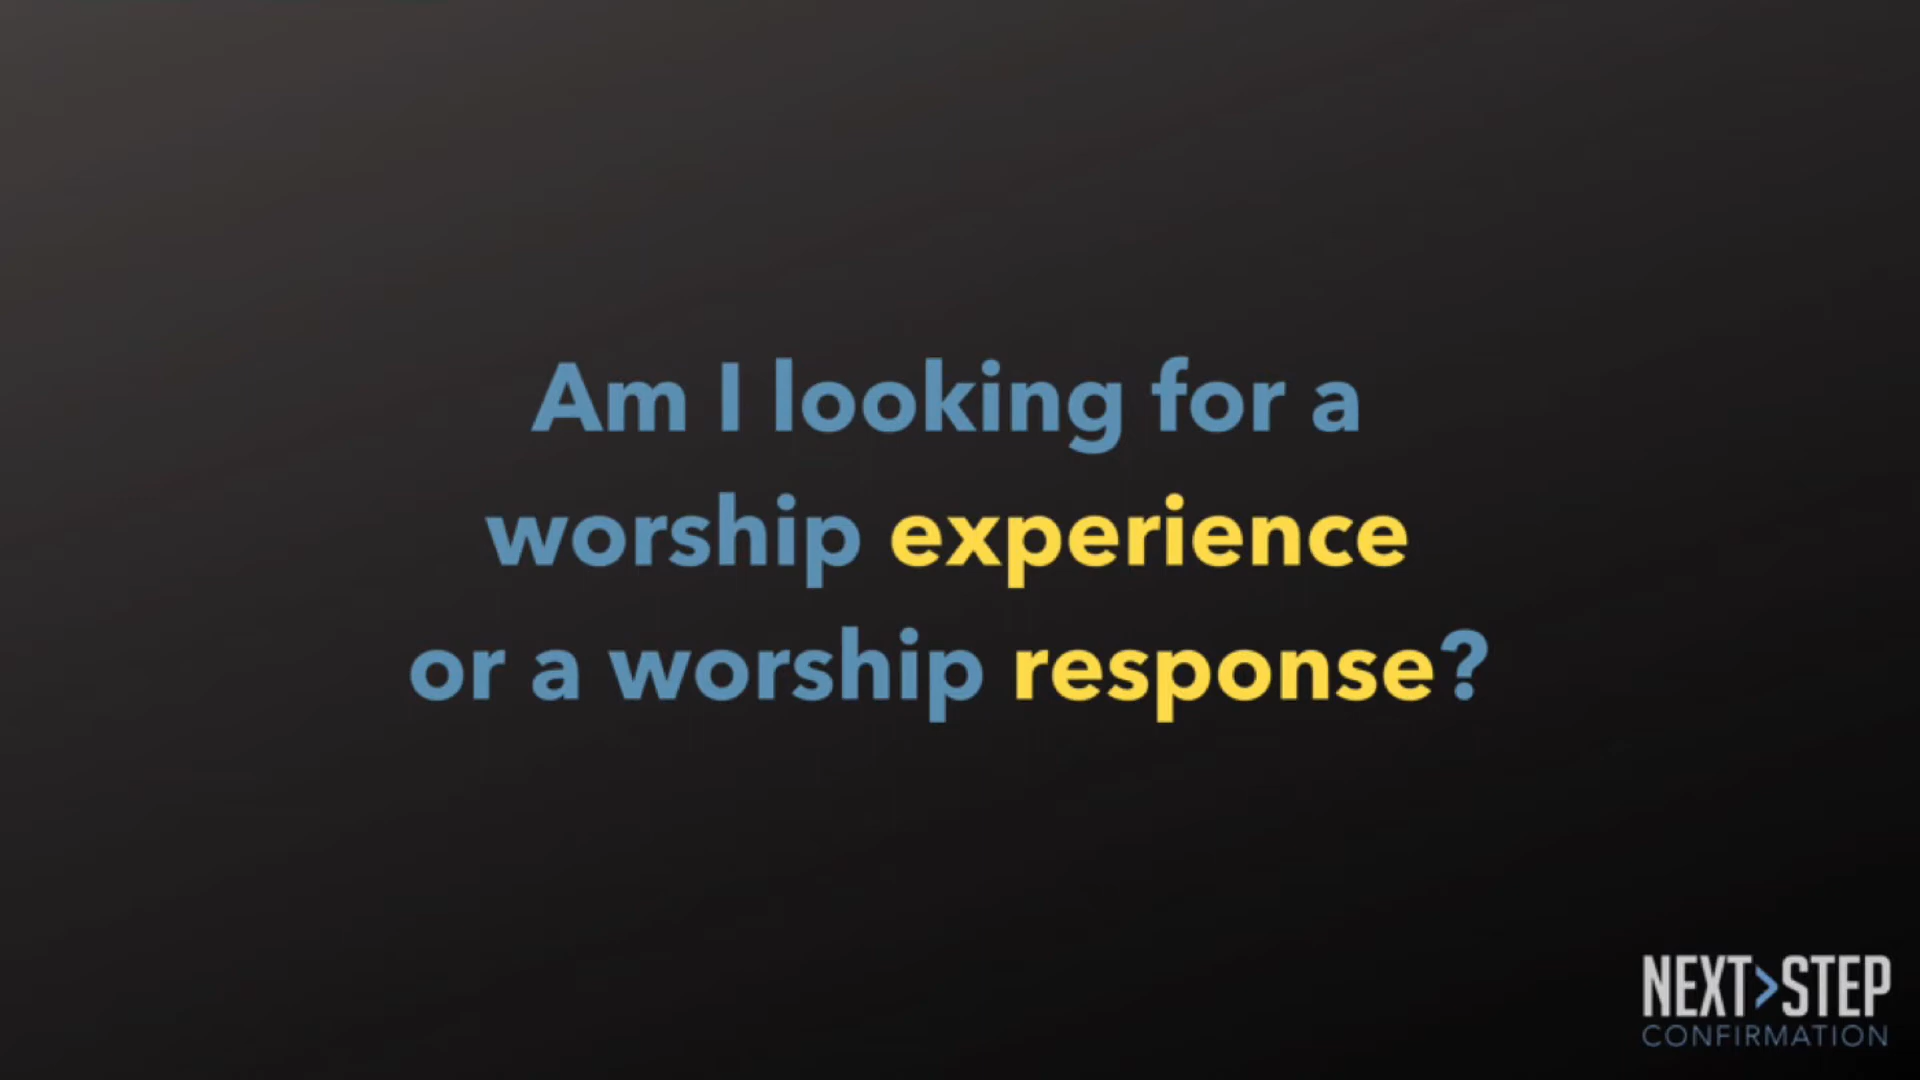 Am I looking for a
worship experience
or a worship response?
NEXT>STEP
CONFIRMATION